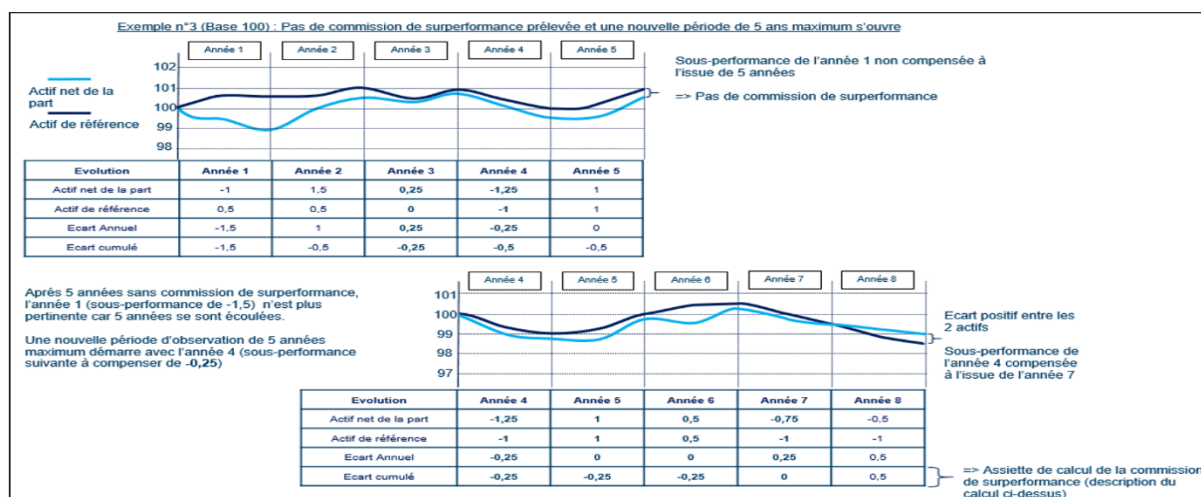 Exemple n°3 (Base 100) : Pas de commission de surperformance prélevée et une nouvelle période de 5 ans maximum s'ouvre
Année 1 Année 2 Année 3 Année 4 Année 5
102
101
100
99
98
Actif net de la
part
Actif de référence
Sous-performance de l'année 1 non compensée à
l'issue de 5 années
=> Pas de commission de surperformance
Evolution Année 1 Année 2 Année 3 Année 4 Année 5
Actif net de la part -1 1,5 0,25 -1,25 1
Actif de référence 0,5 0,5 0 -1 1
Ecart Annuel -1,5 1 0,25 -0,25 0
Ecart cumulé -1,5 -0,5 -0,25 -0,5 -0,5
Après 5 années sans commission de surperformance,
l'année 1 (sous-performance de -1,5) n'est plus
pertinente car 5 années se sont écoulées.
Une nouvelle période d'observation de 5 années
maximum démarre avec l'année 4 (sous-performance
suivante à compenser de -0,25)
Année 4 Année 5 Année 6 Année 7 Année 8
101
100
99
98
97
Ecart positif entre les
2 actifs
Sous-performance de
l'année 4 compensée
à l'issue de l'année 7
Evolution Année 4 Année 5 Année 6 Année 7 Année 8
Actif net de la part -1,25 1 0,5 -0,75 -0,5
Actif de référence -1 1 0,5 -1 -1
Ecart Annuel -0,25 0 0 0,25 0,5
Ecart cumulé -0,25 -0,25 -0,25 0 0,5
=> Assiette de calcul de la commission
de surperformance (description du
calcul ci-dessus)